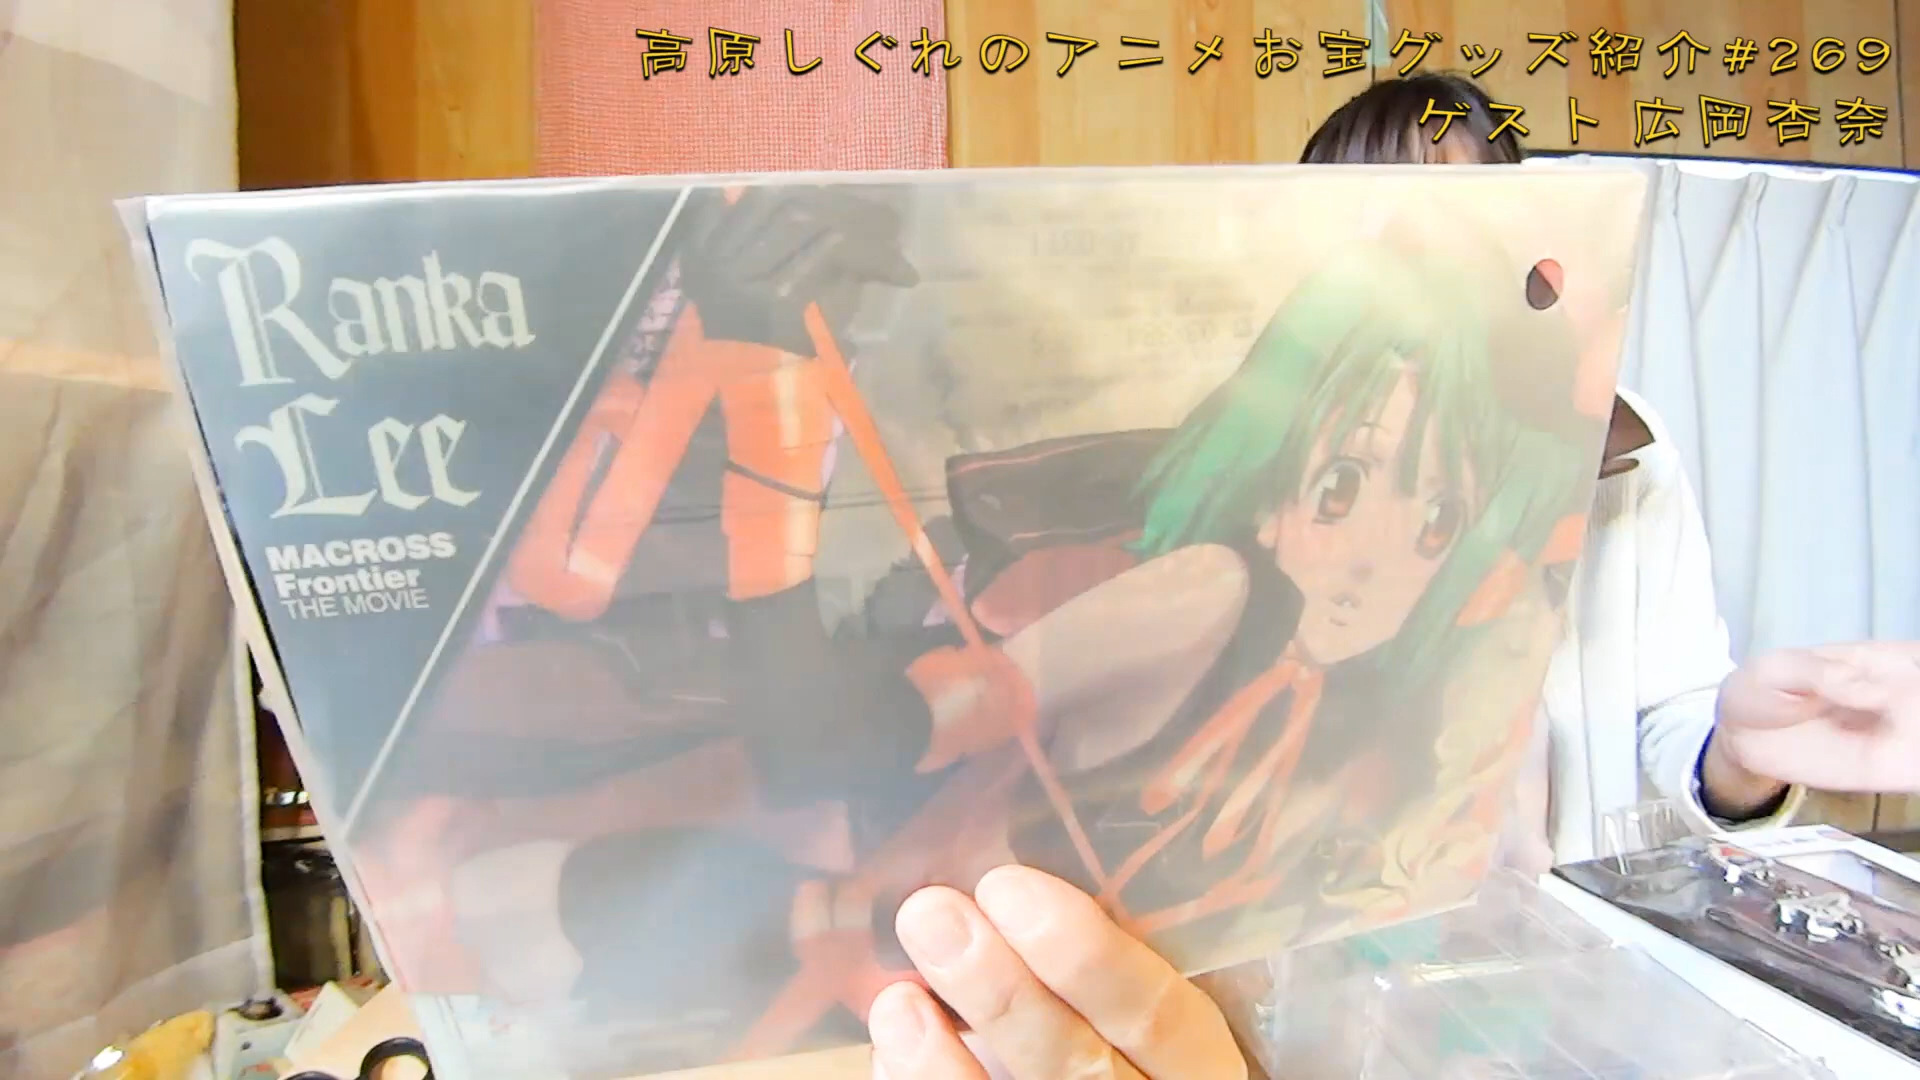 高原しぐれのアニメお宝グッズ紹介#269
ゲスト 広岡杏奈
Ranka
Lee
MACROSS
Frontier
THE MOVIE